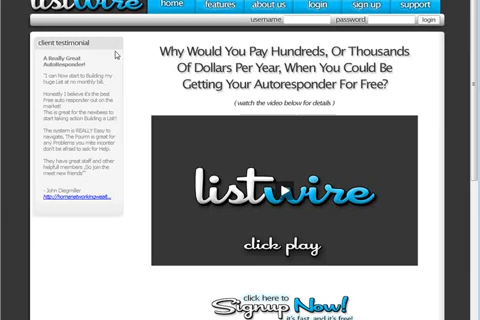 listwire
home features about us login sign up support
username password login
client testimonial
A Really Great
AutoResponder!
"I can Now start to Building my
huge List at no monthly bill.
Honestly I believe it's the best
Free auto responder out on the
market!
This is great for the newbees to
start taking action Building a List!
The system is REALLY Easy to
navigate, The Fourm is great for
any Problems you mite incontor
don't be afriad to ask for Help.
They have great staff and other
helpfull members ,So join the
meet new friends'"
- John Diegmiller
Why Would You Pay Hundreds, Or Thousands
Of Dollars Per Year, When You Could Be
Getting Your Autoresponder For Free?
( watch the video below for details )
listwire
click play
click here to
Signup Now!
it's fast, and it's free!